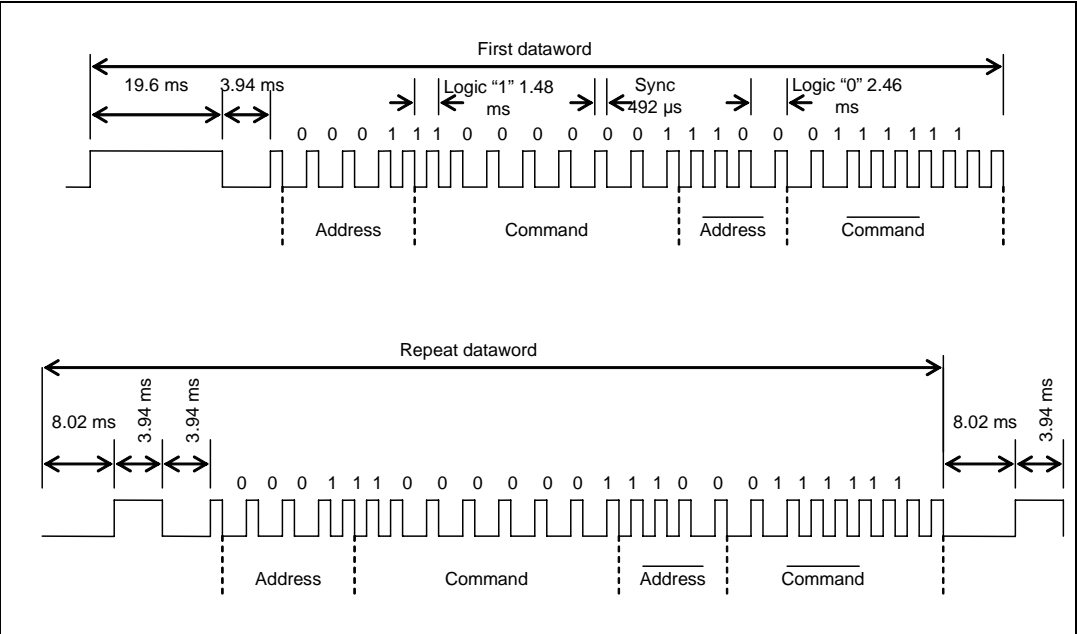 First dataword
19.6 ms 3.94 ms Logic “1” 1.48 ms Sync 492 µs Logic “0” 2.46 ms
0 0 0 1 1 1 0 0 0 0 0 0 1 1 1 0 0 0 1 1 1 1 1 1
Address Command Address Command
Repeat dataword
8.02 ms 3.94 ms 3.94 ms 8.02 ms 3.94 ms
0 0 0 1 1 1 0 0 0 0 0 0 1 1 1 0 0 0 1 1 1 1 1
Address Command Address Command